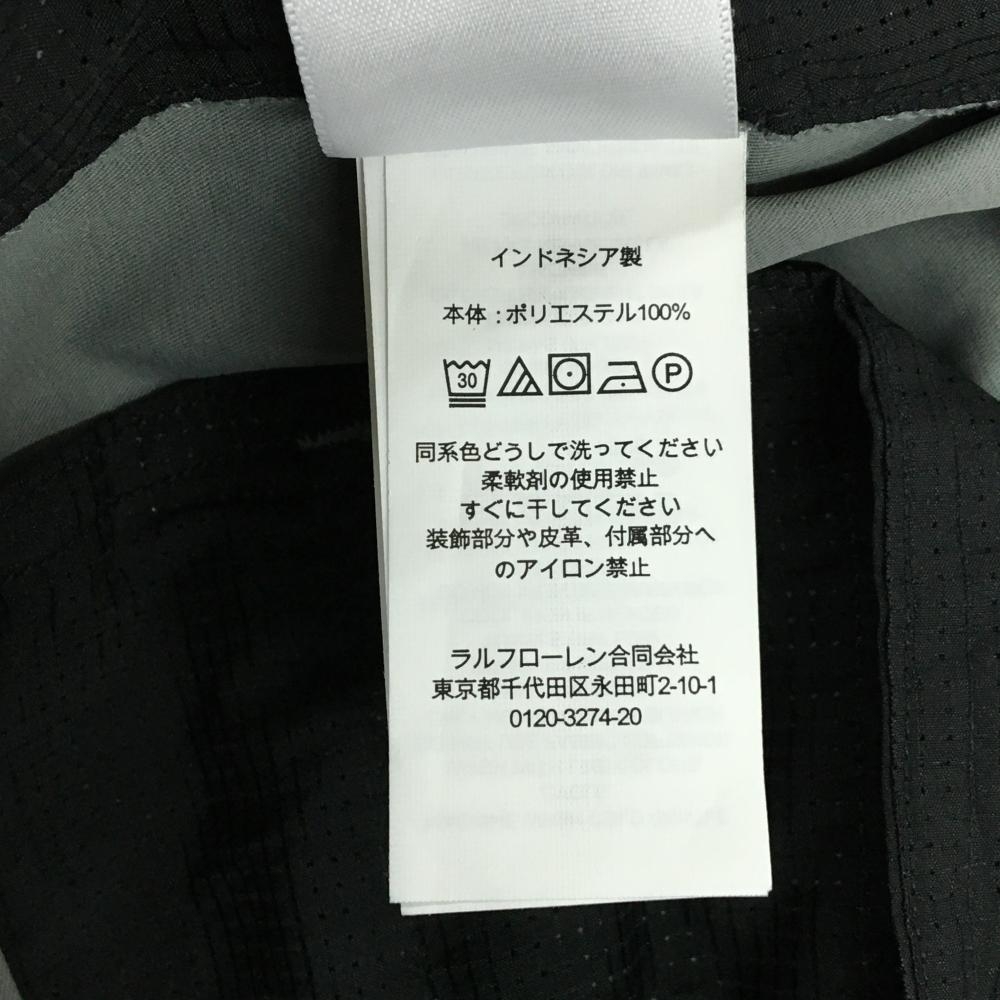 インドネシア製
本体 : ポリエステル100%
30 P
同系色どうしで洗ってください
柔軟剤の使用禁止
すぐに干してください
装飾部分や皮革、付属部分へ
のアイロン禁止
ラルフローレン合同会社
東京都千代田区永田町2-10-1
0120-3274-20